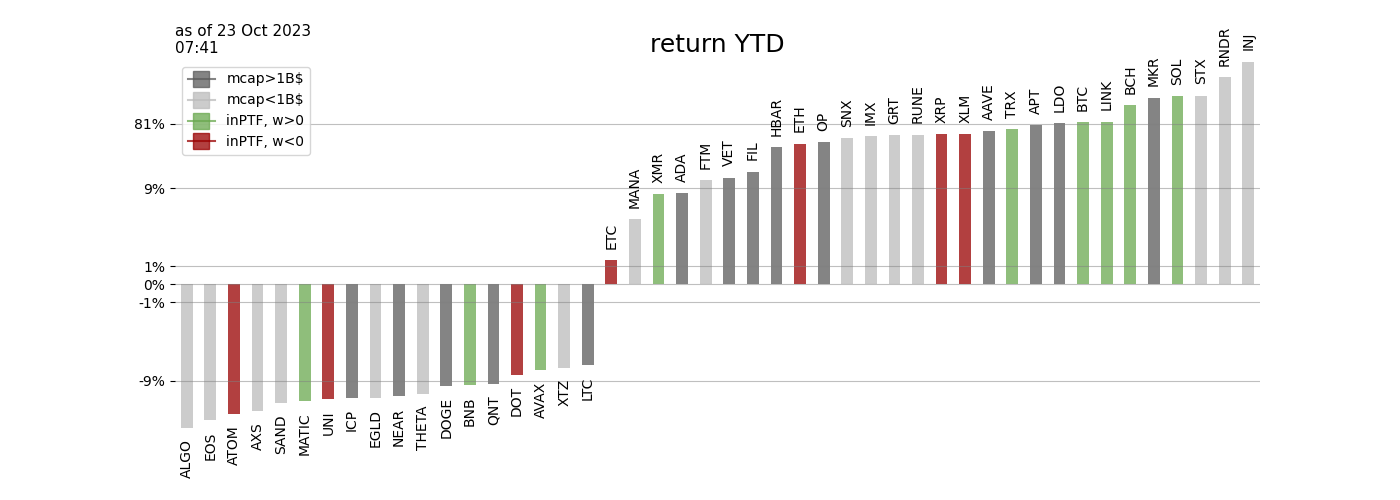 as of 23 Oct 2023
07:41
return YTD
mcap>1B$
mcap<1B$
inPTF, w>0
inPTF, w<0
81%
9%
1%
0%
-1%
-9%
ALGO
EOS
ATOM
AXS
SAND
MATIC
UNI
ICP
EGLD
NEAR
THETA
DOGE
BNB
QNT
DOT
AVAX
XTZ
LTC
ETC
MANA
XMR
ADA
FTM
VET
FIL
HBAR
ETH
OP
SNX
IMX
GRT
RUNE
XRP
XLM
AAVE
TRX
APT
LDO
BTC
LINK
BCH
MKR
SOL
STX
RNDR
INJ